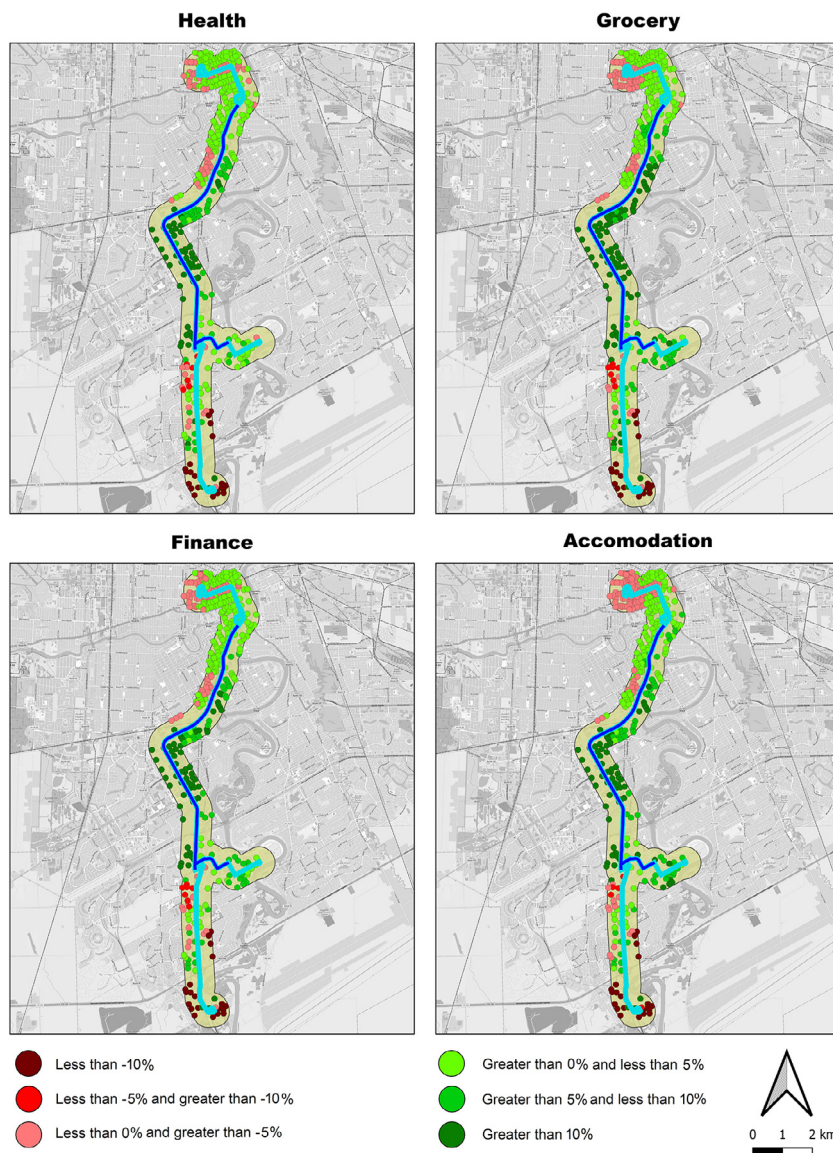 Health
Grocery
Finance
Accomodation
Less than -10%
Less than -5% and greater than -10%
Less than 0% and greater than -5%
Greater than 0% and less than 5%
Greater than 5% and less than 10%
Greater than 10%
0 1 2 km